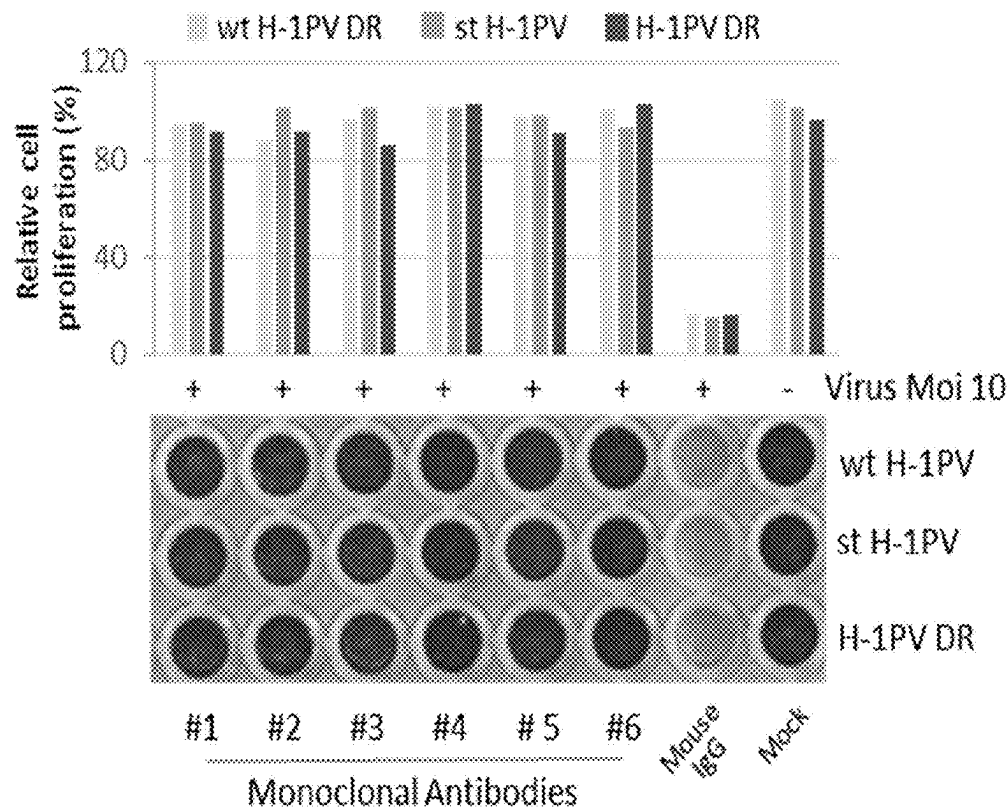 wt H-1PV DR st H-1PV H-1PV DR
Relative cell
proliferation (%)
120
80
40
0
+ + + + + + + - Virus Moi 10
wt H-1PV
st H-1PV
H-1PV DR
#1 #2 #3 #4 # 5 #6 Mouse IgG Mock
Monoclonal Antibodies